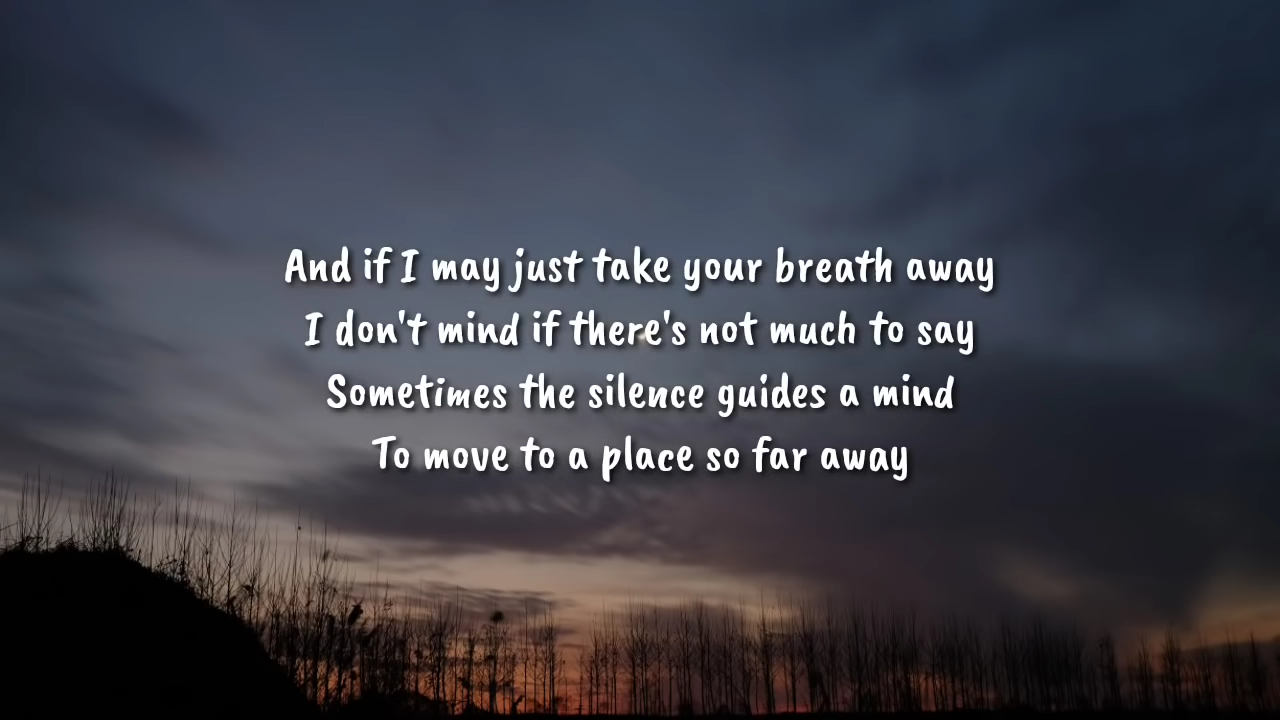 And if I may just take your breath away
I don't mind if there's not much to say
Sometimes the silence guides a mind
To move to a place so far away